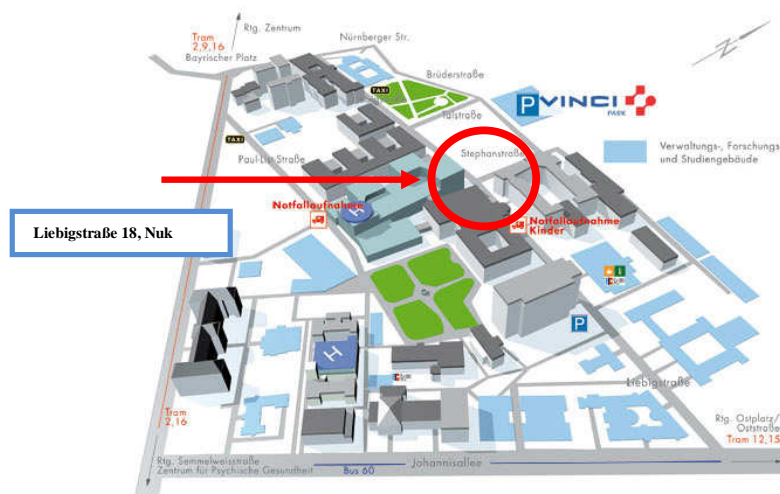 Rtg. Zentrum
Tram
2,9,16
Bayrischer Platz
Nürnberger Str.
Brüderstraße
TAXI
P VINCI
PARK
Talstraße
TAXI
Stephanstraße
Paul-List-Straße
Verwaltungs-, Forschungs-
und Studiengebäude
Notfallaufnahme
H
Notfallaufnahme
Kinder
Liebigstraße 18, Nuk
P
H
Liebigstraße
Tram
2,16
Rtg. Ostplatz/
Oststraße
Tram 12,15
Rtg. Semmelweisstraße
Zentrum für Psychische Gesundheit
Bus 60
Johannisallee